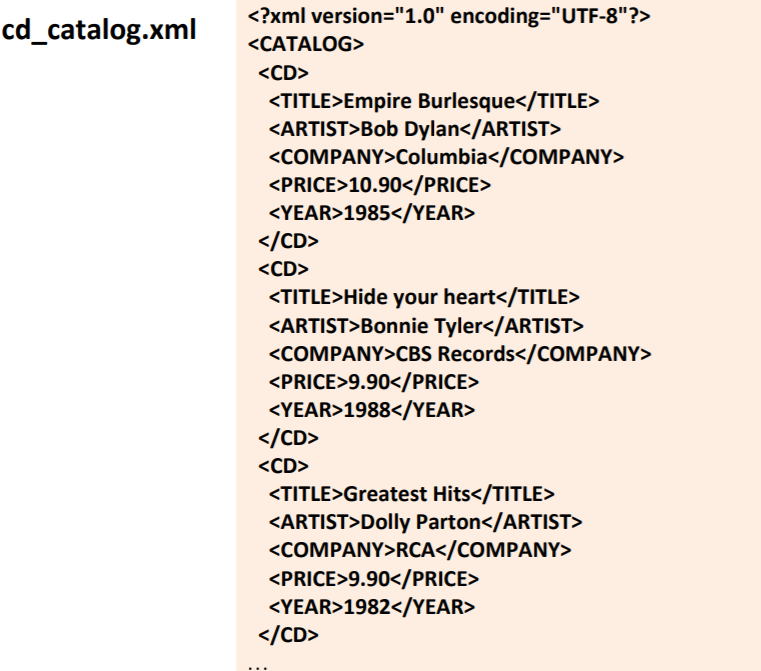 cd_catalog.xml
<?xml version="1.0" encoding="UTF-8"?>
<CATALOG>
<CD>
<TITLE>Empire Burlesque</TITLE>
<ARTIST>Bob Dylan</ARTIST>
<COMPANY>Columbia</COMPANY>
<PRICE>10.90</PRICE>
<YEAR>1985</YEAR>
</CD>
<CD>
<TITLE>Hide your heart</TITLE>
<ARTIST>Bonnie Tyler</ARTIST>
<COMPANY>CBS Records</COMPANY>
<PRICE>9.90</PRICE>
<YEAR>1988</YEAR>
</CD>
<CD>
<TITLE>Greatest Hits</TITLE>
<ARTIST>Dolly Parton</ARTIST>
<COMPANY>RCA</COMPANY>
<PRICE>9.90</PRICE>
<YEAR>1982</YEAR>
</CD>
...